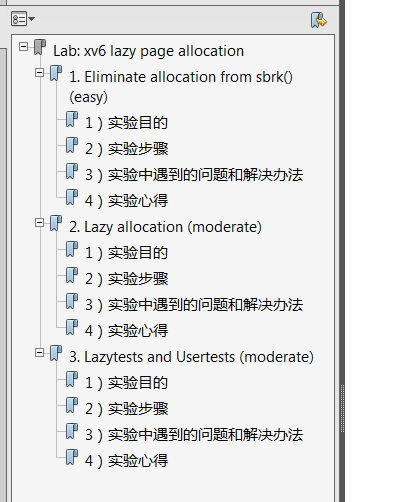 Lab: xv6 lazy page allocation
1. Eliminate allocation from sbrk()
(easy)
1）实验目的
2）实验步骤
3）实验中遇到的问题和解决办法
4）实验心得
2. Lazy allocation (moderate)
1）实验目的
2）实验步骤
3）实验中遇到的问题和解决办法
4）实验心得
3. Lazytests and Usertests (moderate)
1）实验目的
2）实验步骤
3）实验中遇到的问题和解决办法
4）实验心得